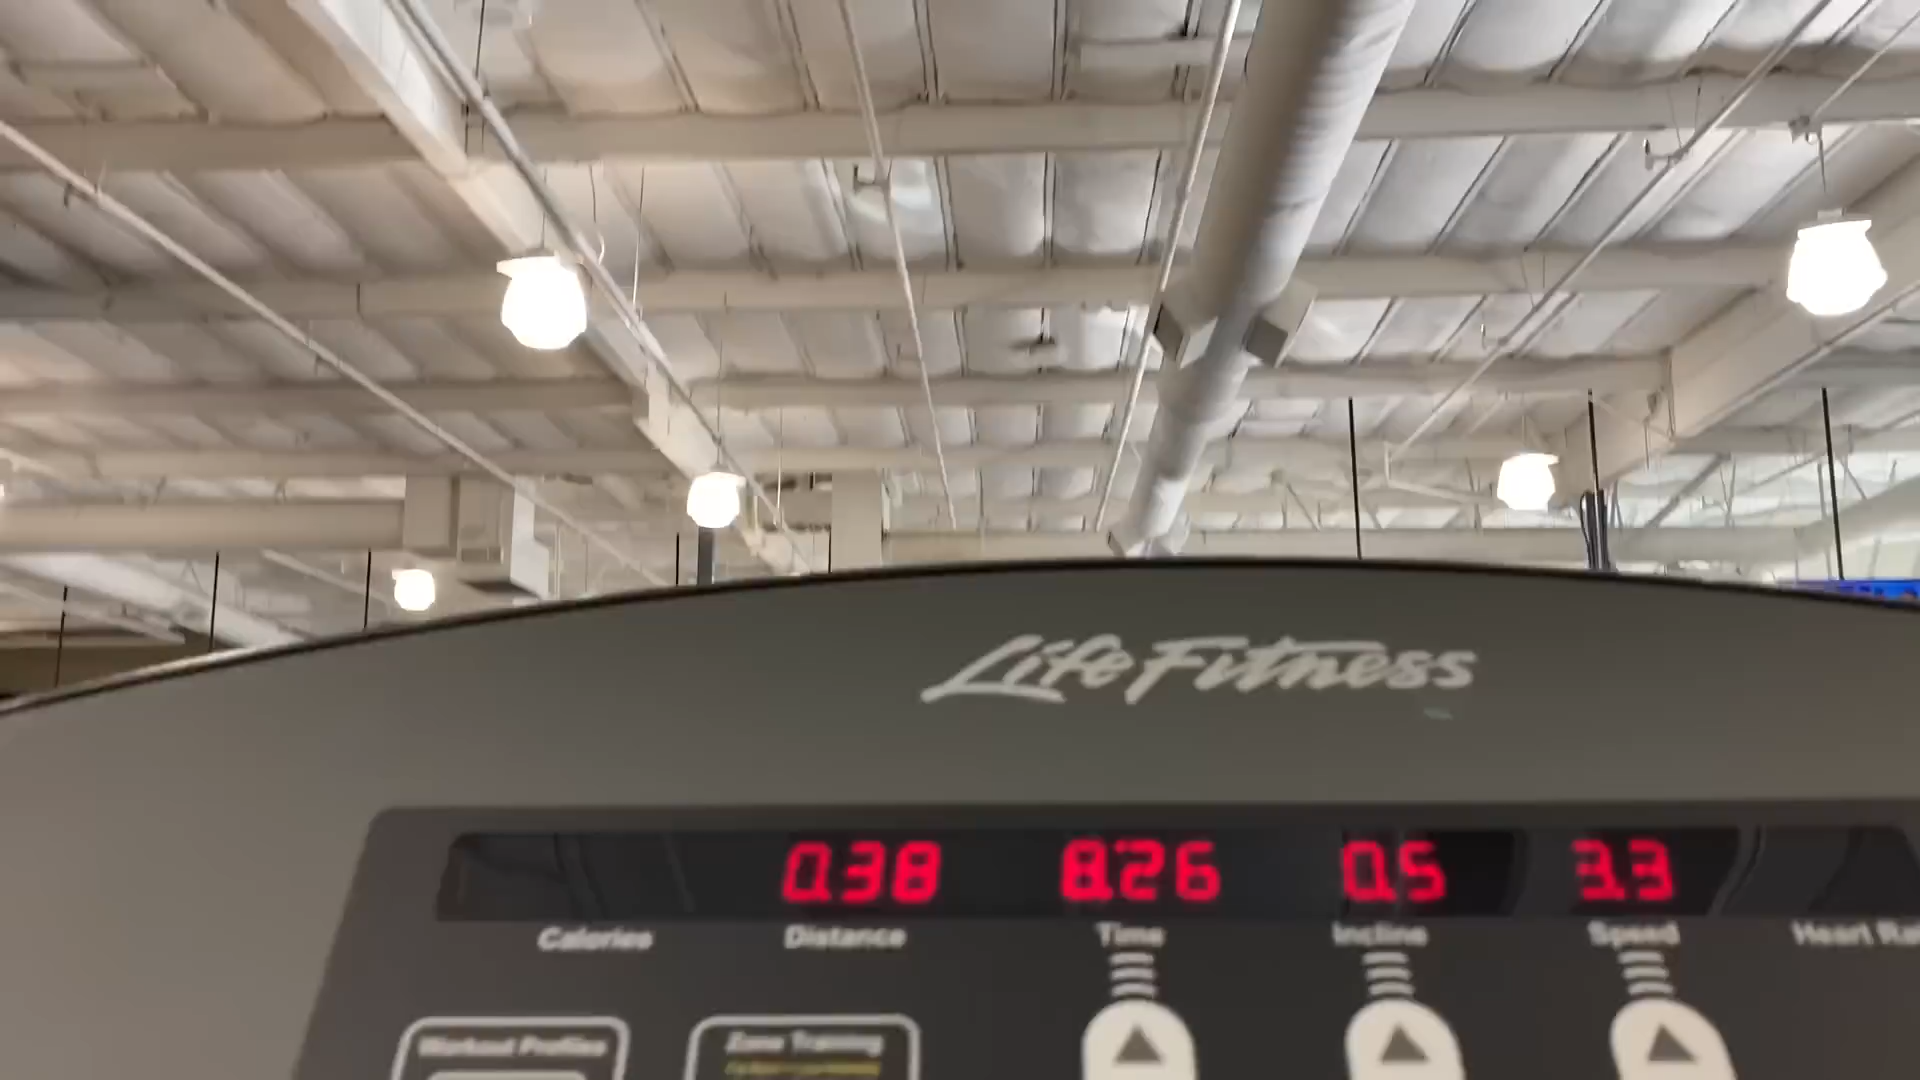 Life Fitness
0.38 8:26 0.5 3.3
Calories Distance Time Incline Speed Heart
Workout Profiles Zone Training